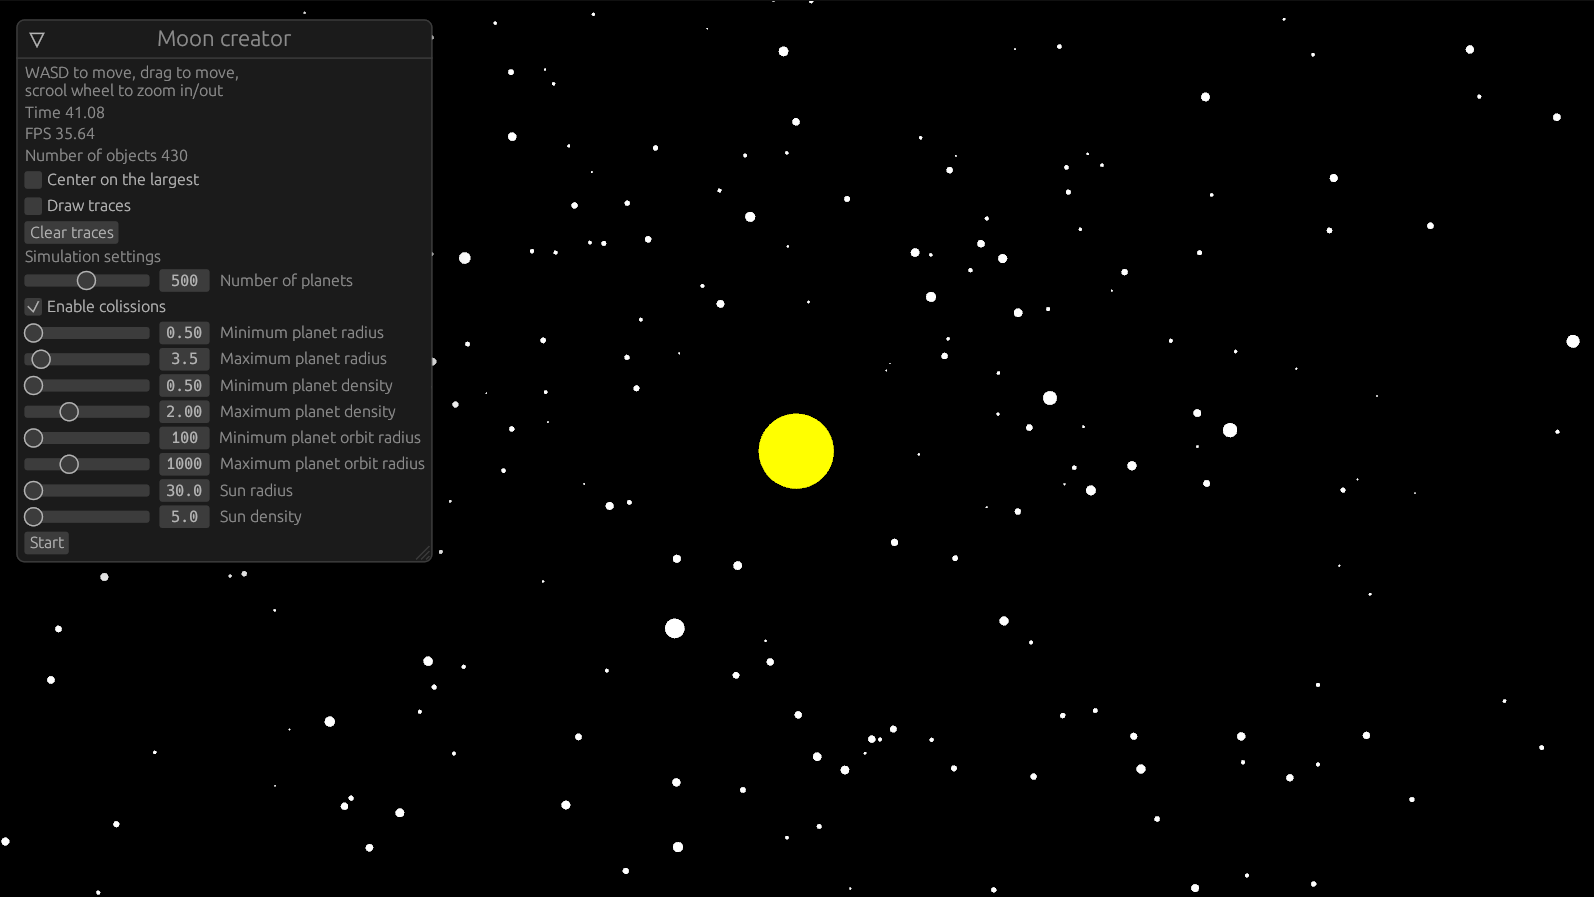 Moon creator
WASD to move, drag to move,
scrool wheel to zoom in/out
Time 41.08
FPS 35.64
Number of objects 430
Center on the largest
Draw traces
Clear traces
Simulation settings
500 Number of planets
Enable colissions
0.50 Minimum planet radius
3.5 Maximum planet radius
0.50 Minimum planet density
2.00 Maximum planet density
100 Minimum planet orbit radius
1000 Maximum planet orbit radius
30.0 Sun radius
5.0 Sun density
Start